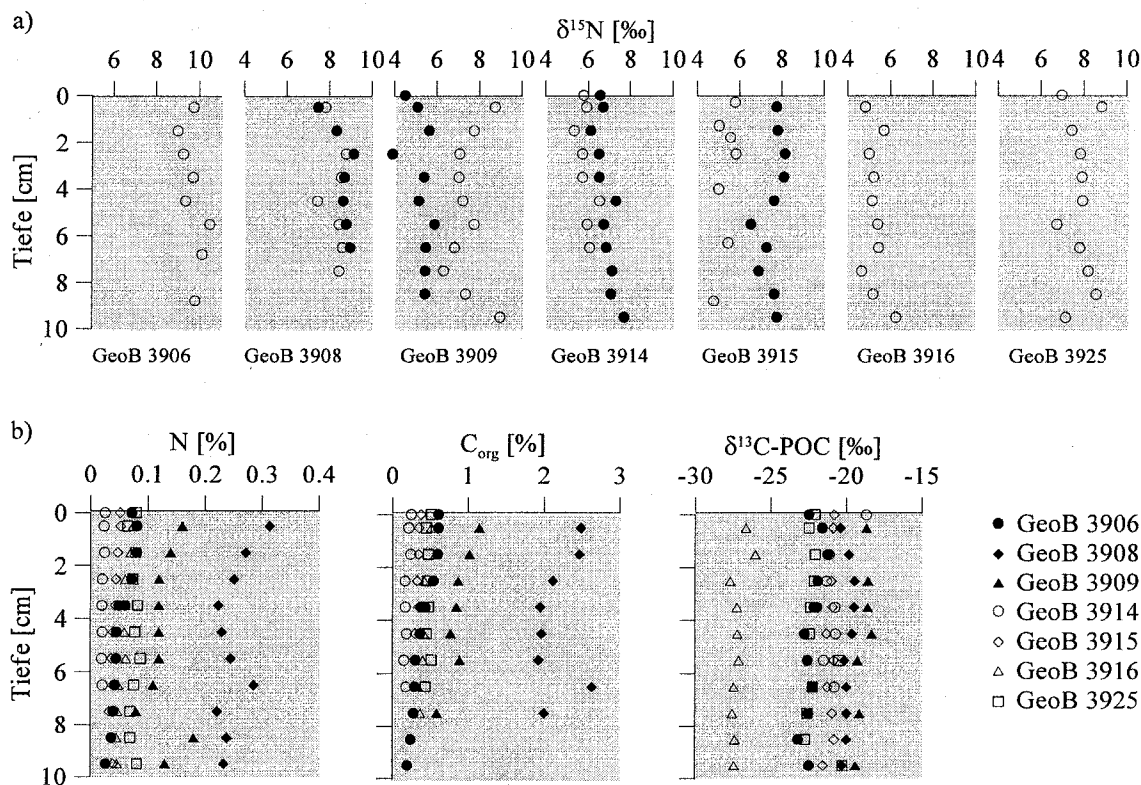 a)
δ¹⁵N [‰]
6 8 10
4 6 8 10
4 6 8 10
4 6 8 10
4 6 8 10
4 6 8 10
4 6 8 10
Tiefe [cm]
0
2
4
6
8
10
GeoB 3906 GeoB 3908 GeoB 3909 GeoB 3914 GeoB 3915 GeoB 3916 GeoB 3925
b)
N [%] C_org [%] δ¹³C-POC [‰]
0 0.1 0.2 0.3 0.4
0 1 2 3
-30 -25 -20 -15
Tiefe [cm]
0
2
4
6
8
10
GeoB 3906
GeoB 3908
GeoB 3909
GeoB 3914
GeoB 3915
GeoB 3916
GeoB 3925